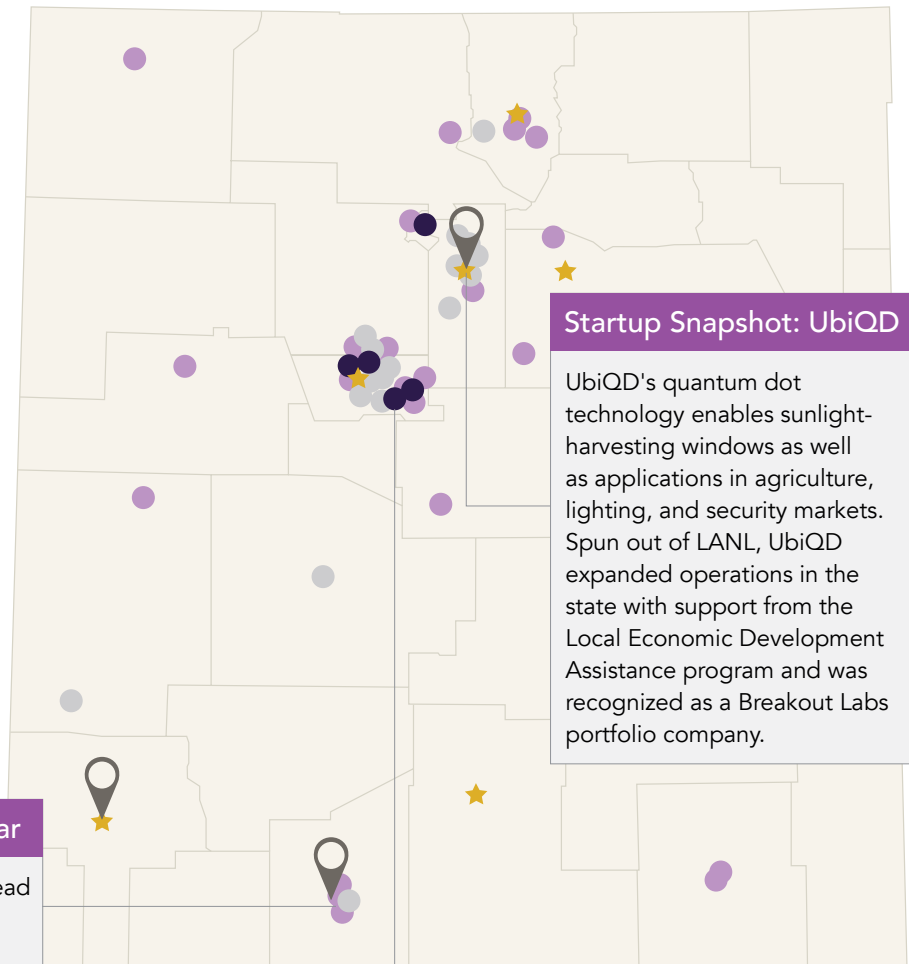 Startup Snapshot: UbiQD
UbiQD's quantum dot
technology enables sunlight-
harvesting windows as well
as applications in agriculture,
lighting, and security markets.
Spun out of LANL, UbiQD
expanded operations in the
state with support from the
Local Economic Development
Assistance program and was
recognized as a Breakout Labs
portfolio company.
ar
ead